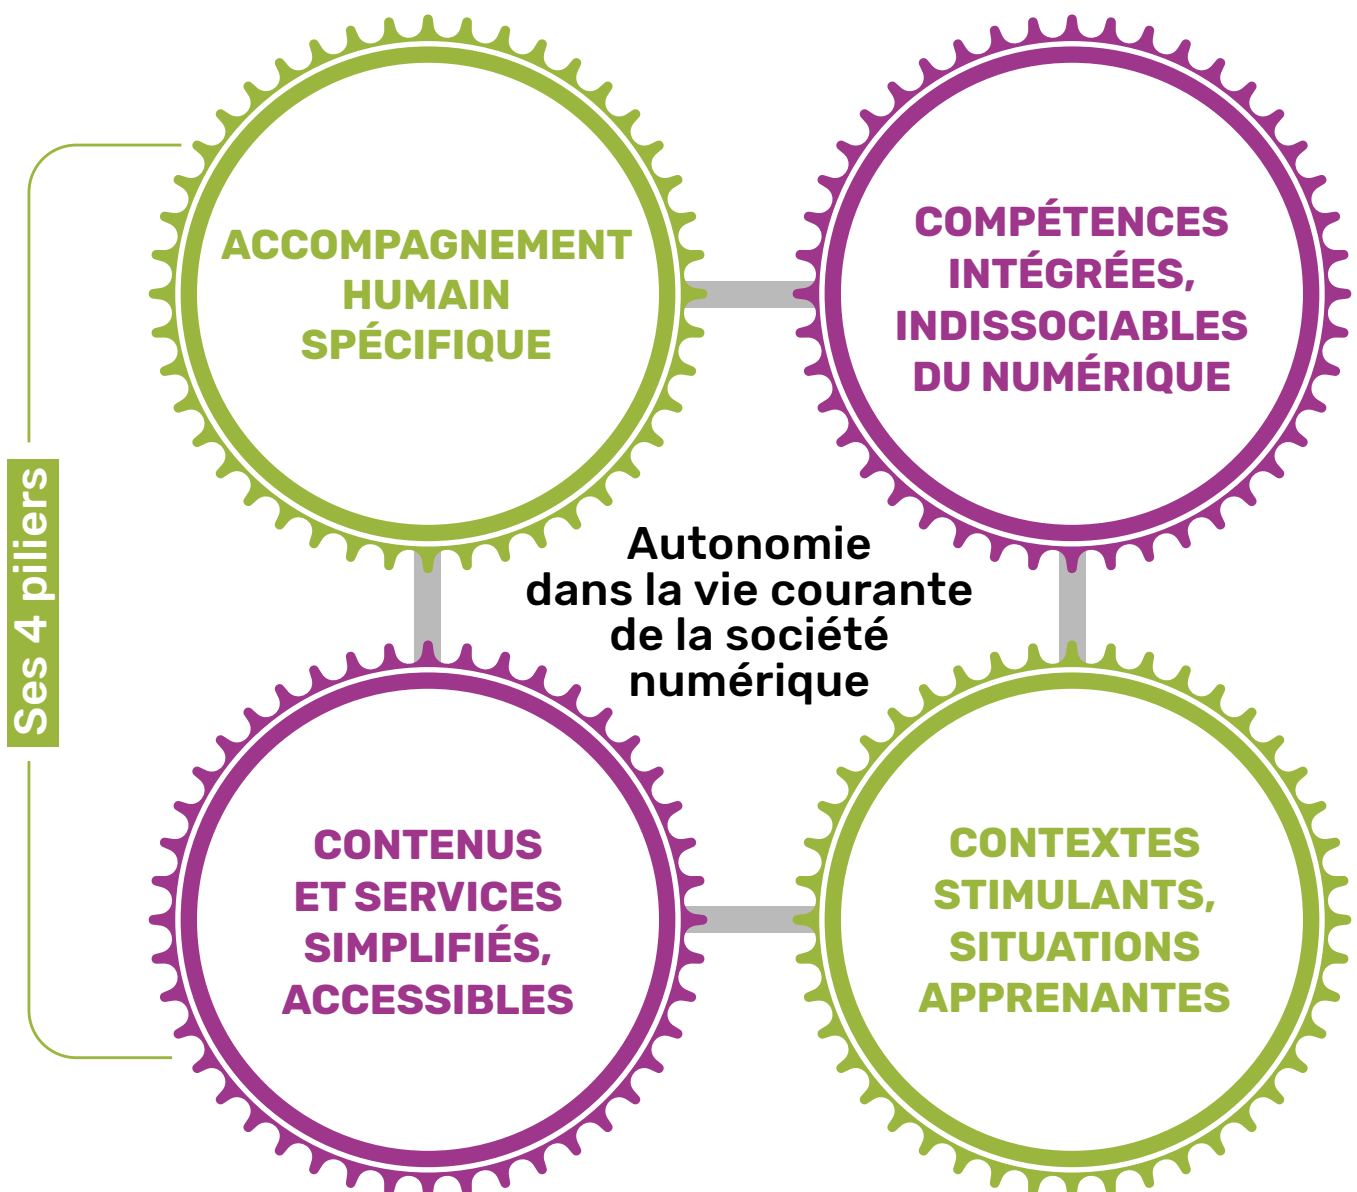 Ses 4 piliers
ACCOMPAGNEMENT
HUMAIN
SPÉCIFIQUE
COMPÉTENCES
INTÉGRÉES,
INDISSOCIABLES
DU NUMÉRIQUE
Autonomie
dans la vie courante
de la société
numérique
CONTENUS
ET SERVICES
SIMPLIFIÉS,
ACCESSIBLES
CONTEXTES
STIMULANTS,
SITUATIONS
APPRENANTES